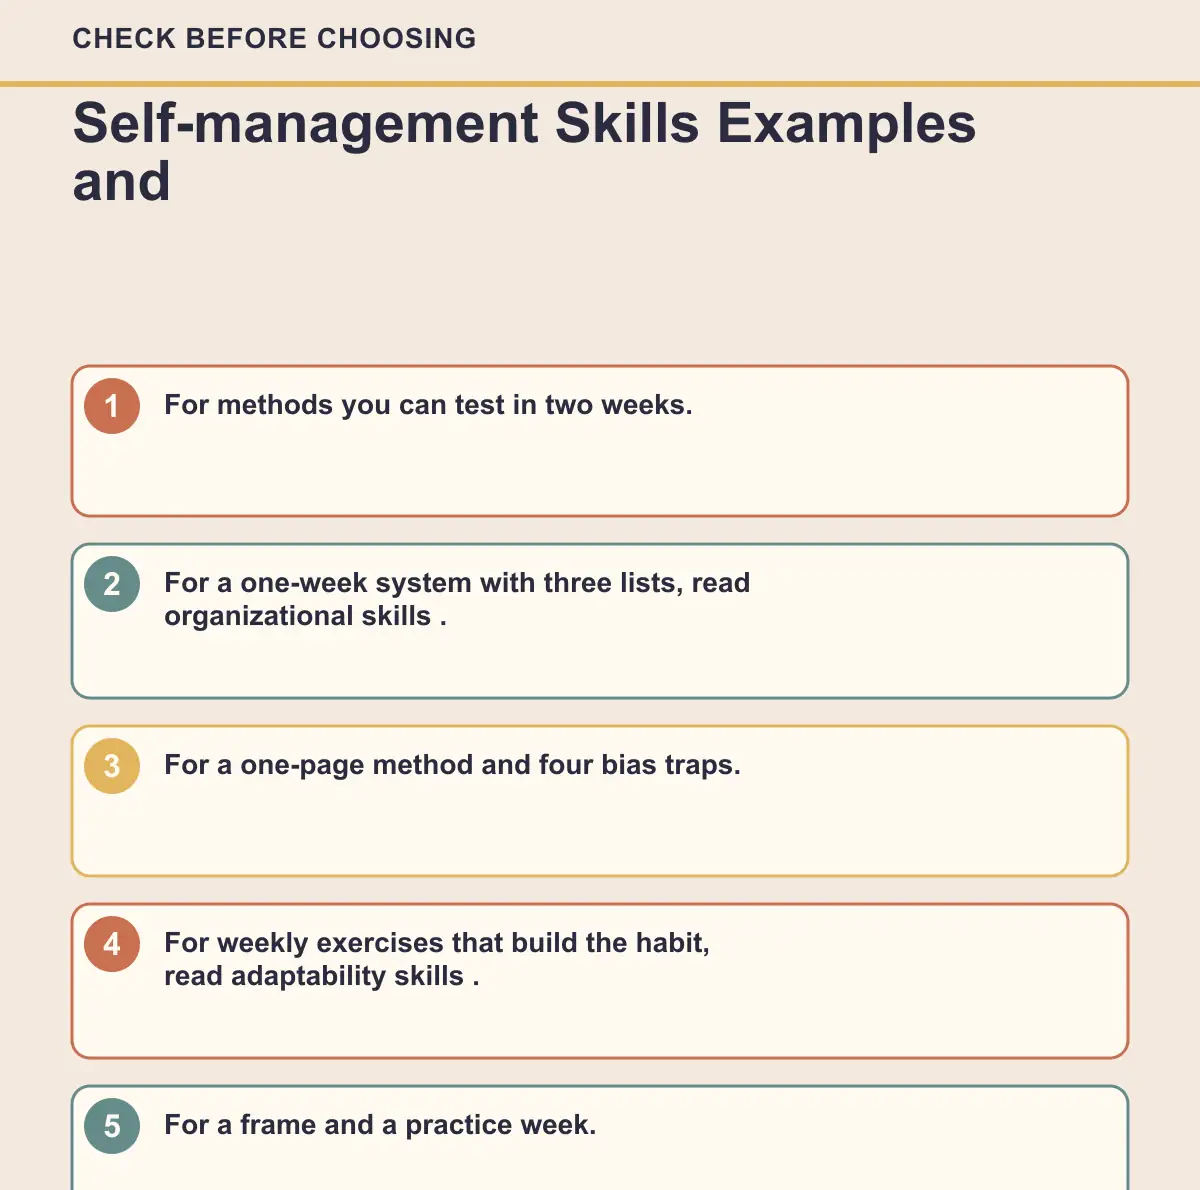 CHECK BEFORE CHOOSING
Self-management Skills Examples
and
1
For methods you can test in two weeks.
2
For a one-week system with three lists, read
organizational skills .
3
For a one-page method and four bias traps.
4
For weekly exercises that build the habit,
read adaptability skills .
5
For a frame and a practice week.